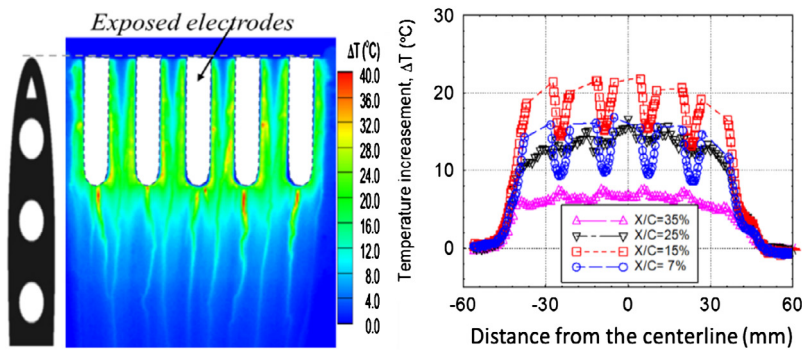 Exposed electrodes
ΔT (°C)
40.0
36.0
32.0
28.0
24.0
20.0
16.0
12.0
8.0
4.0
0.0
Temperature increasement, ΔT (°C)
30
20
10
0
X/C=35%
X/C=25%
X/C=15%
X/C= 7%
-60
-30
0
30
60
Distance from the centerline (mm)